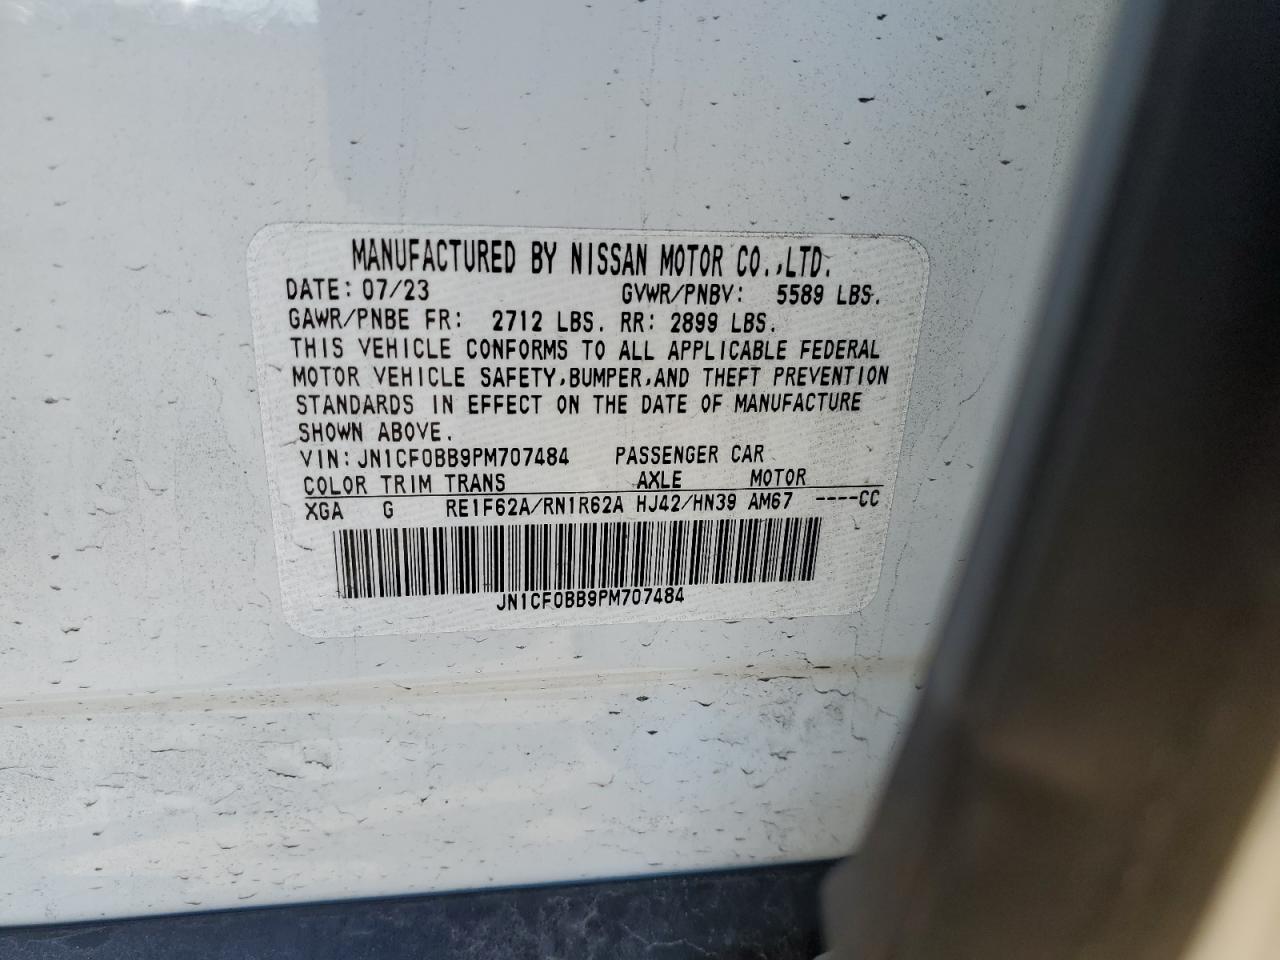 MANUFACTURED BY NISSAN MOTOR CO.,LTD.
DATE: 07/23 GVWR/PNBV: 5589 LBS.
GAWR/PNBE FR: 2712 LBS. RR: 2899 LBS.
THIS VEHICLE CONFORMS TO ALL APPLICABLE FEDERAL
MOTOR VEHICLE SAFETY,BUMPER,AND THEFT PREVENTION
STANDARDS IN EFFECT ON THE DATE OF MANUFACTURE
SHOWN ABOVE.
VIN: JN1CF0BB9PM707484 PASSENGER CAR
COLOR TRIM TRANS AXLE MOTOR
XGA G RE1F62A/RN1R62A HJ42/HN39 AM67 ----CC
JN1CF0BB9PM707484